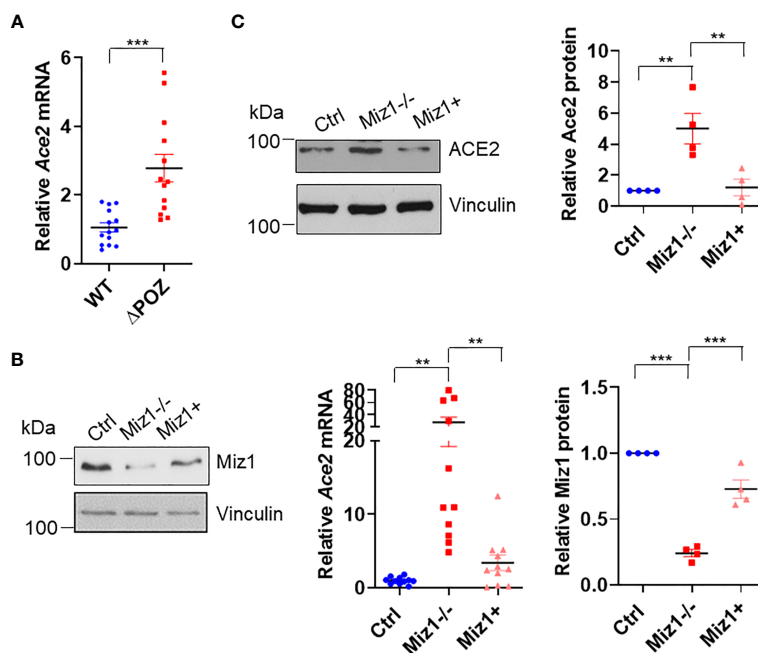 A
Relative Ace2 mRNA
***
6
4
2
0
WT
ΔPOZ
C
kDa
Ctrl
Miz1-/-
Miz1+
100
ACE2
Vinculin
100
Relative Ace2 protein
**
**
10
8
6
4
2
0
Ctrl
Miz1-/-
Miz1+
B
kDa
Ctrl
Miz1-/-
Miz1+
100
Miz1
Vinculin
100
Relative Ace2 mRNA
**
**
80
60
40
20
20
10
0
Ctrl
Miz1-/-
Miz1+
Relative Miz1 protein
***
***
1.5
1.0
0.5
0.0
Ctrl
Miz1-/-
Miz1+